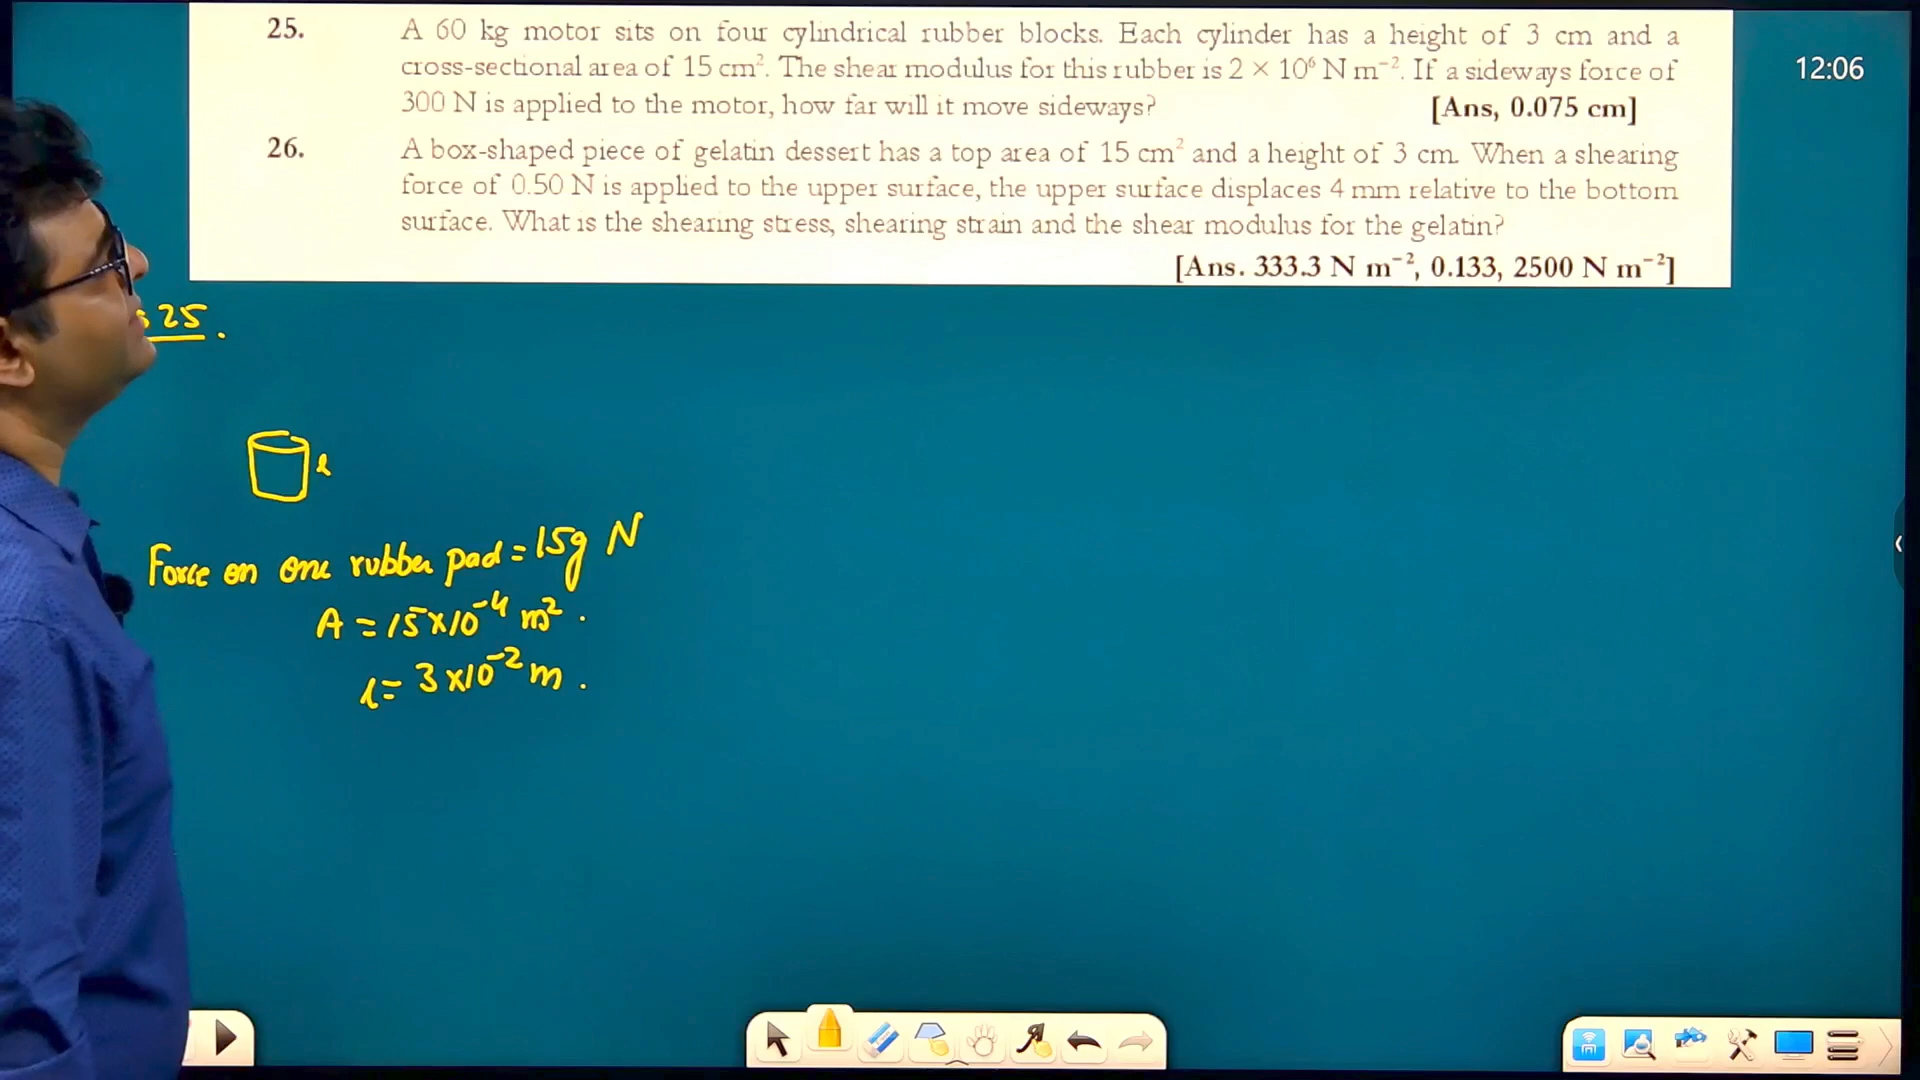 25. A 60 kg motor sits on four cylindrical rubber blocks. Each cylinder has a height of 3 cm and a
cross-sectional area of 15 cm². The shear modulus for this rubber is 2 × 10⁶ N m⁻². If a sideways force of
300 N is applied to the motor, how far will it move sideways? [Ans, 0.075 cm]
26. A box-shaped piece of gelatin dessert has a top area of 15 cm² and a height of 3 cm. When a shearing
force of 0.50 N is applied to the upper surface, the upper surface displaces 4 mm relative to the bottom
surface. What is the shearing stress, shearing strain and the shear modulus for the gelatin?
[Ans. 333.3 N m⁻², 0.133, 2500 N m⁻²]
12:06
25.
l
Force on one rubber pad = 15g N
A = 15×10⁻⁴ m².
l = 3×10⁻² m.